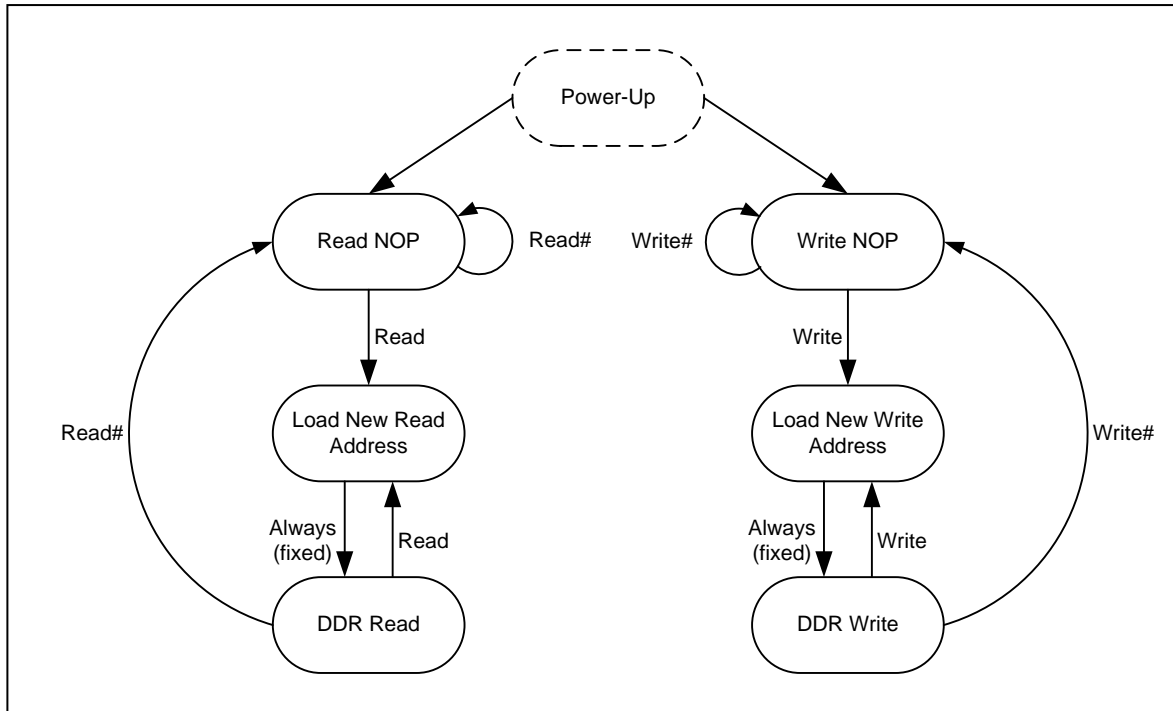 Power-Up
Read NOP
Read#
Write#
Write NOP
Read
Write
Load New Read
Address
Load New Write
Address
Read#
Write#
Always
(fixed)
Read
Always
(fixed)
Write
DDR Read
DDR Write